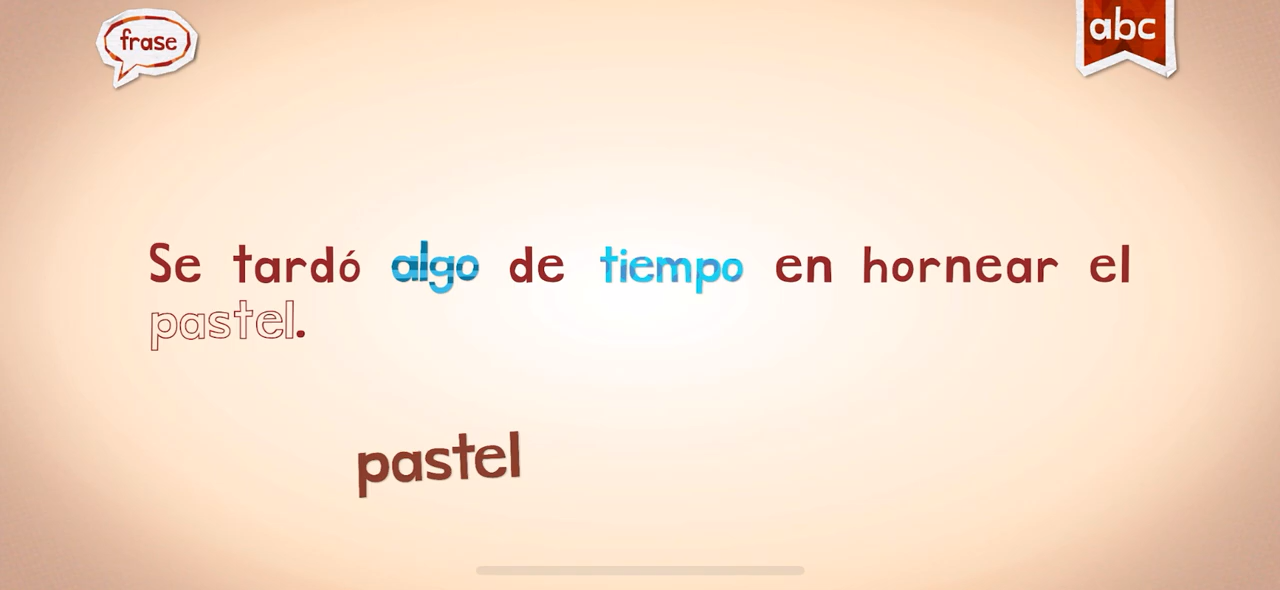 frase
abc
Se tardó algo de tiempo en hornear el
pastel.
pastel